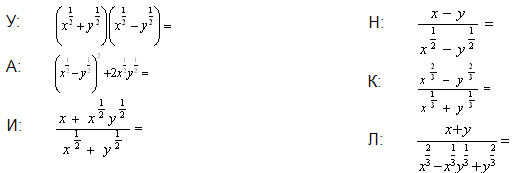 У: (x^{1/2} + y^{1/2})(x^{1/2} − y^{1/2}) =
А: (x^{1/2} − y^{1/2})^2 + 2x^{1/2}y^{1/2} =
И: (x + x^{1/2}y^{1/2}) / (x^{1/2} + y^{1/2}) =
Н: (x − y) / (x^{1/2} − y^{1/2}) =
К: (x^{2/3} − y^{2/3}) / (x^{1/3} + y^{1/3}) =
Л: (x+y) / (x^{2/3} − x^{1/3}y^{1/3} + y^{2/3}) =